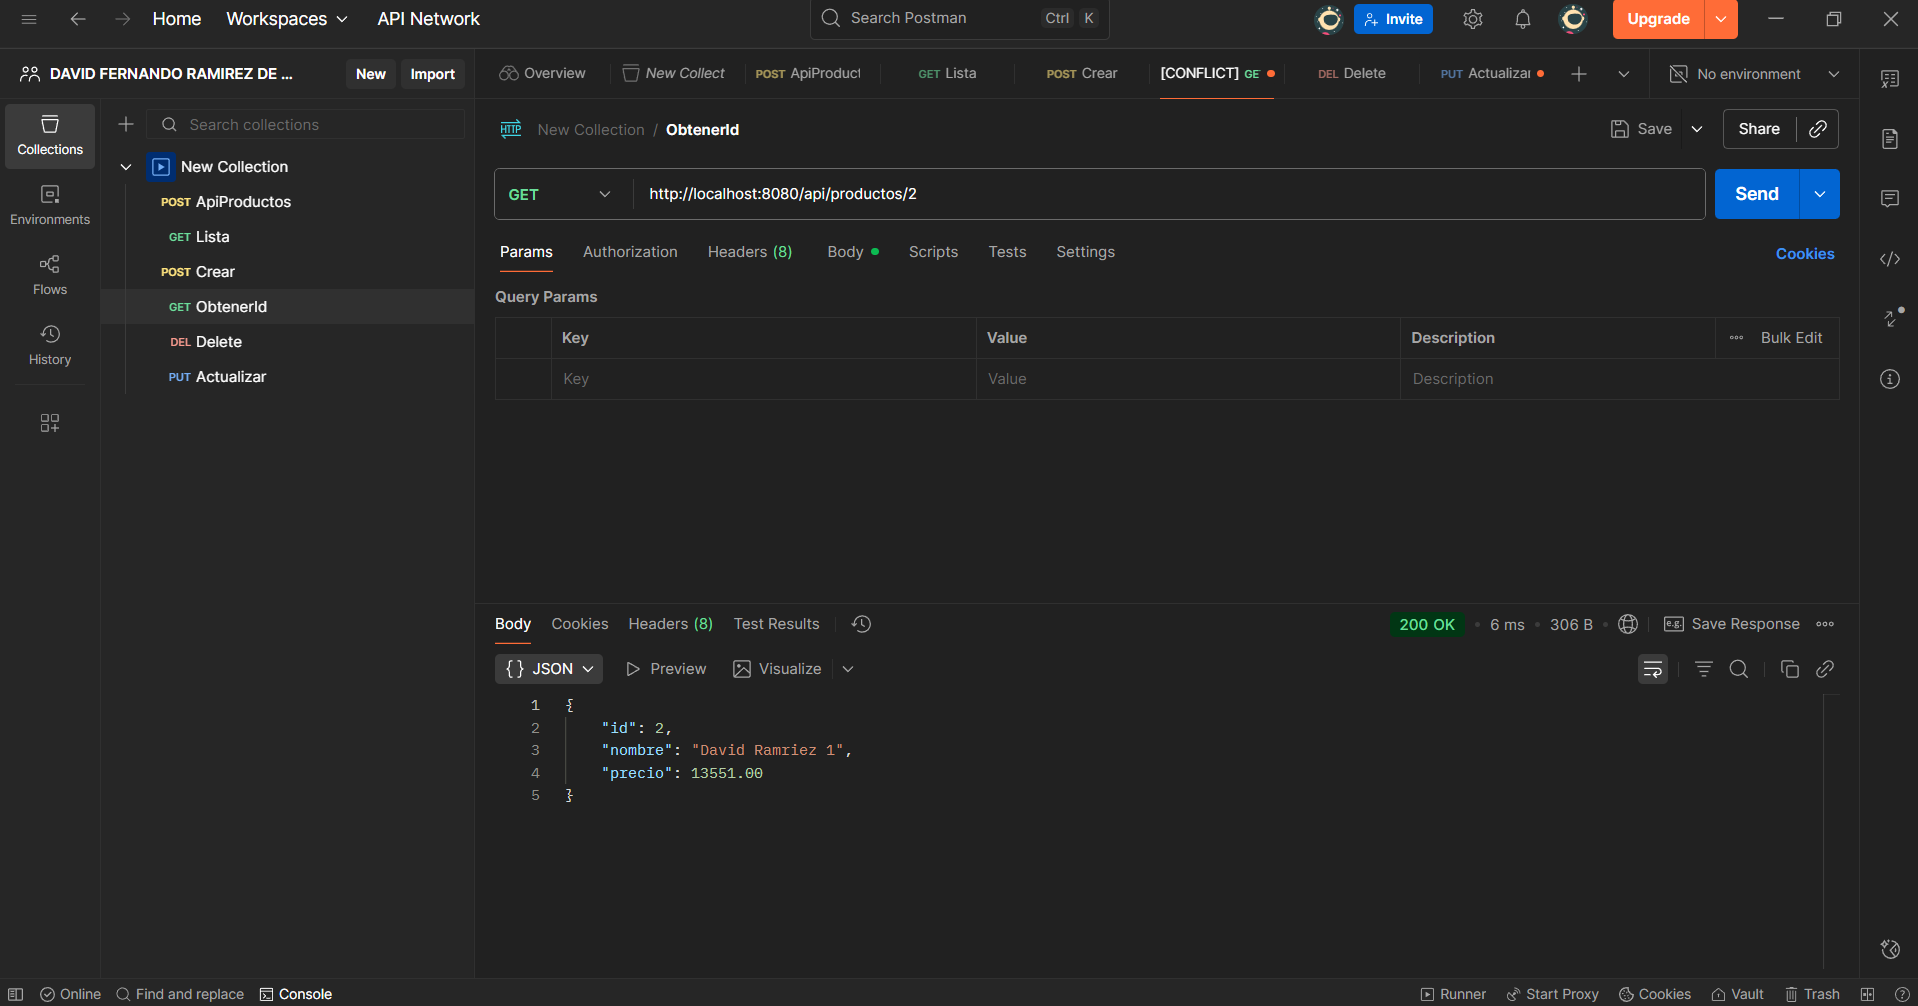 Home Workspaces API Network Search Postman Ctrl K Invite Upgrade
DAVID FERNANDO RAMIREZ DE ... New Import Overview New Collect POST ApiProduct GET Lista POST Crear [CONFLICT] GE DEL Delete PUT Actualizar No environment
Collections
Environments
Flows
History
Search collections
New Collection
POST ApiProductos
GET Lista
POST Crear
GET ObtenerId
DEL Delete
PUT Actualizar
HTTP New Collection / ObtenerId Save Share
GET http://localhost:8080/api/productos/2 Send
Params Authorization Headers (8) Body Scripts Tests Settings Cookies
Query Params
Key Value Description Bulk Edit
Key Value Description
Body Cookies Headers (8) Test Results 200 OK 6 ms 306 B e.g. Save Response
{} JSON Preview Visualize
1 {
2 "id": 2,
3 "nombre": "David Ramriez 1",
4 "precio": 13551.00
5 }
Online Find and replace Console Runner Start Proxy Cookies Vault Trash